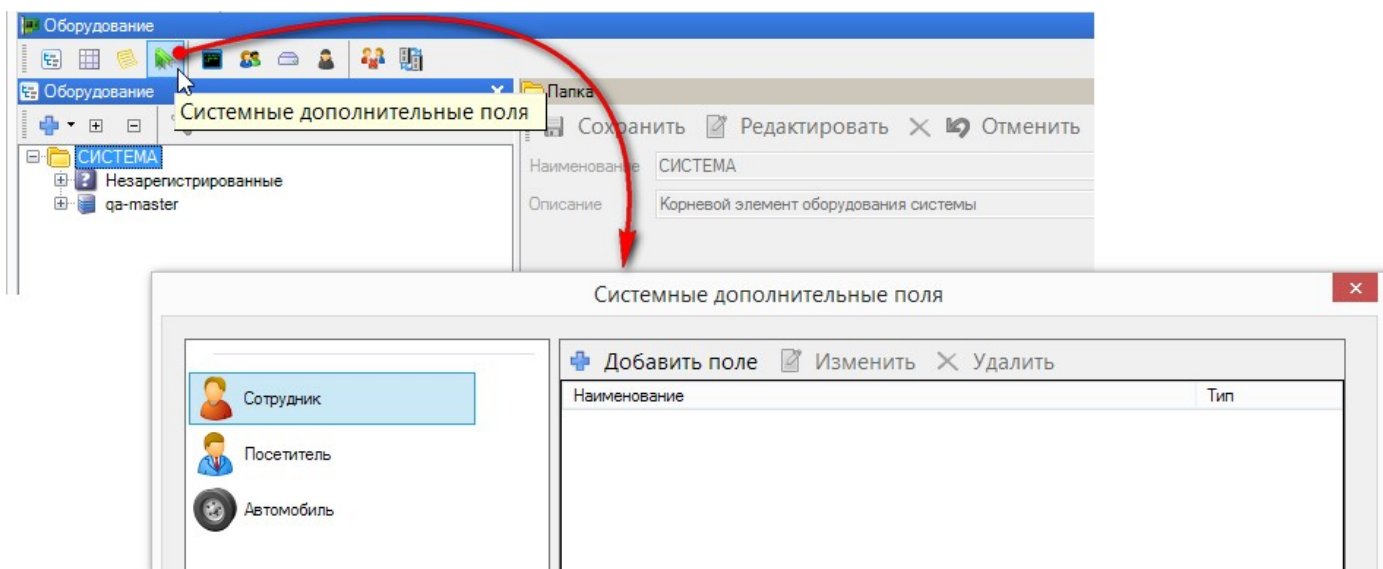 Оборудование
Оборудование
Системные дополнительные поля
Папка
Сохранить Редактировать Отменить
СИСТЕМА
Незарегистрированные
qa-master
Наименование СИСТЕМА
Описание Корневой элемент оборудования системы
Системные дополнительные поля
Сотрудник
Посетитель
Автомобиль
Добавить поле Изменить Удалить
Наименование Тип